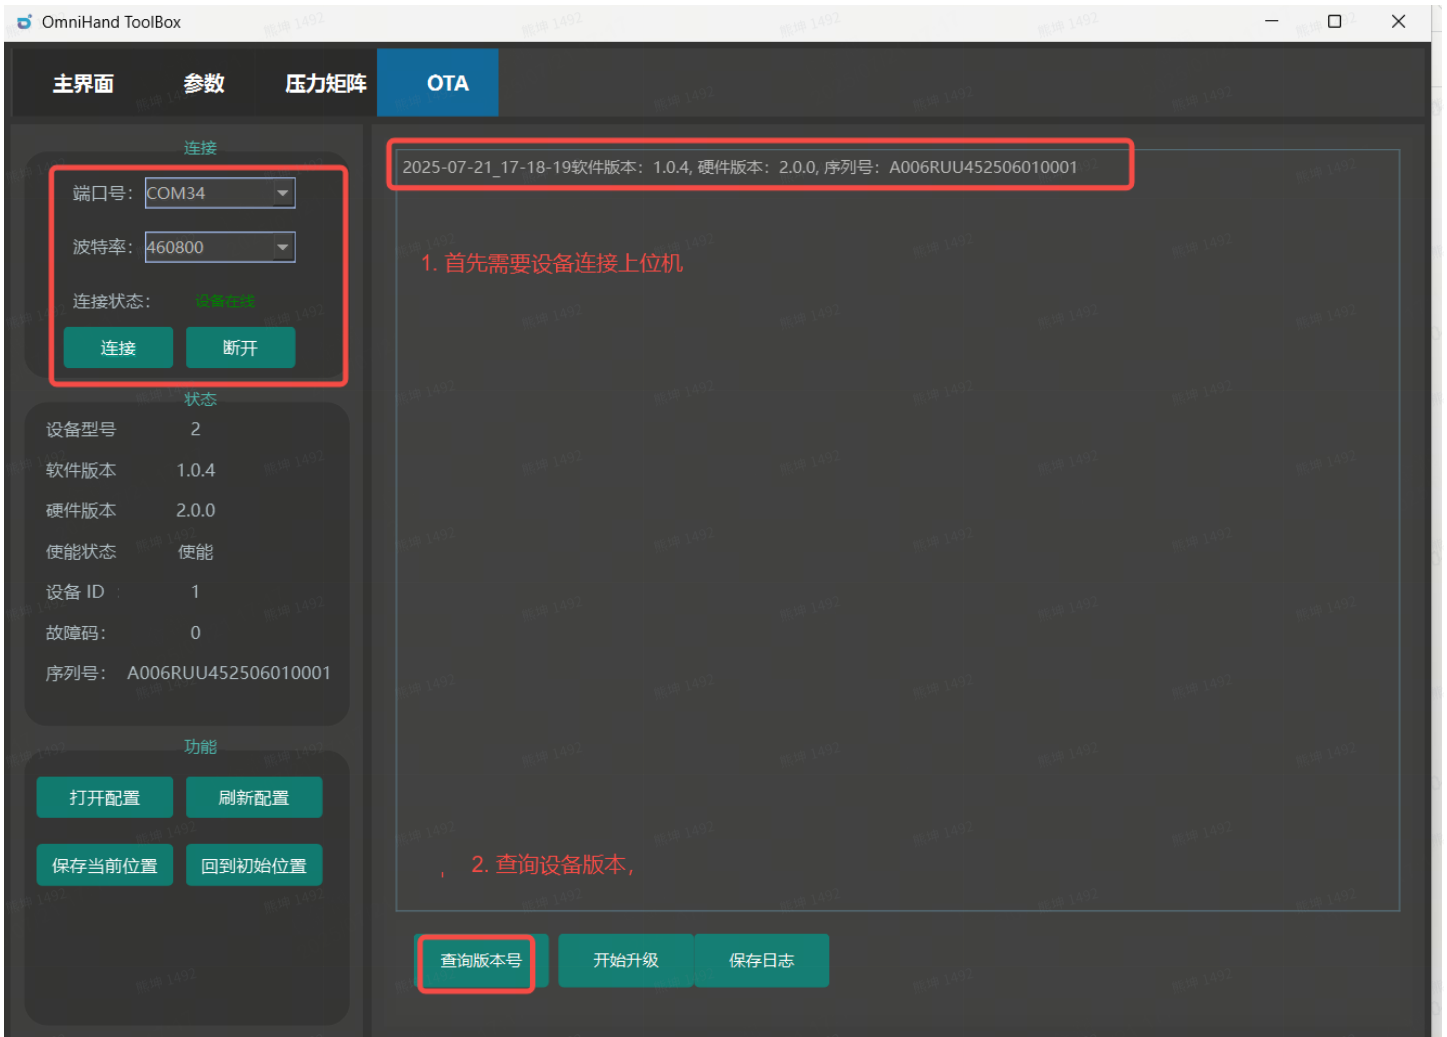 OmniHand ToolBox
主界面 参数 压力矩阵 OTA
连接
端口号： COM34
波特率： 460800
连接状态： 设备在线
连接 断开
状态
设备型号 2
软件版本 1.0.4
硬件版本 2.0.0
使能状态 使能
设备 ID : 1
故障码： 0
序列号： A006RUU452506010001
功能
打开配置 刷新配置
保存当前位置 回到初始位置
2025-07-21_17-18-19软件版本：1.0.4, 硬件版本：2.0.0, 序列号：A006RUU452506010001
1. 首先需要设备连接上位机
， 2. 查询设备版本，
查询版本号 开始升级 保存日志
熊坤 1492